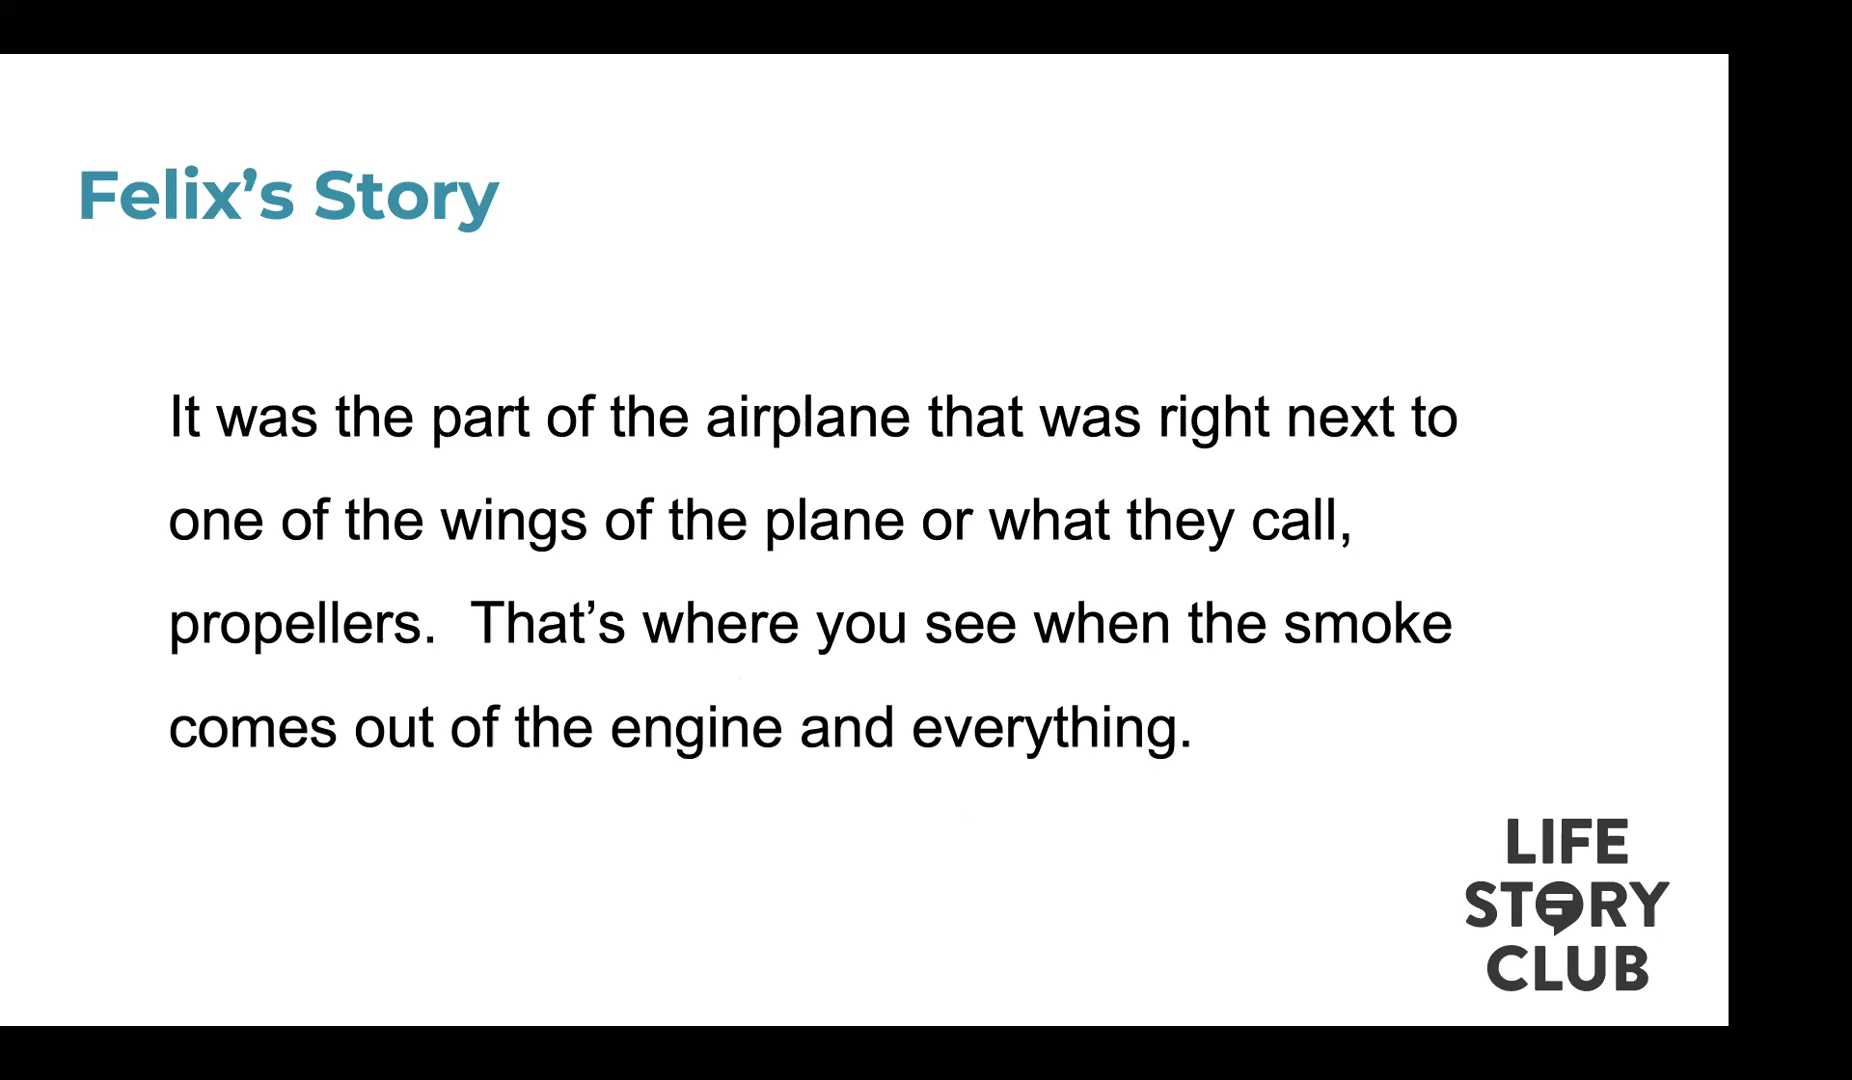 Felix’s Story
It was the part of the airplane that was right next to
one of the wings of the plane or what they call,
propellers.  That’s where you see when the smoke
comes out of the engine and everything.
LIFE
STORY
CLUB